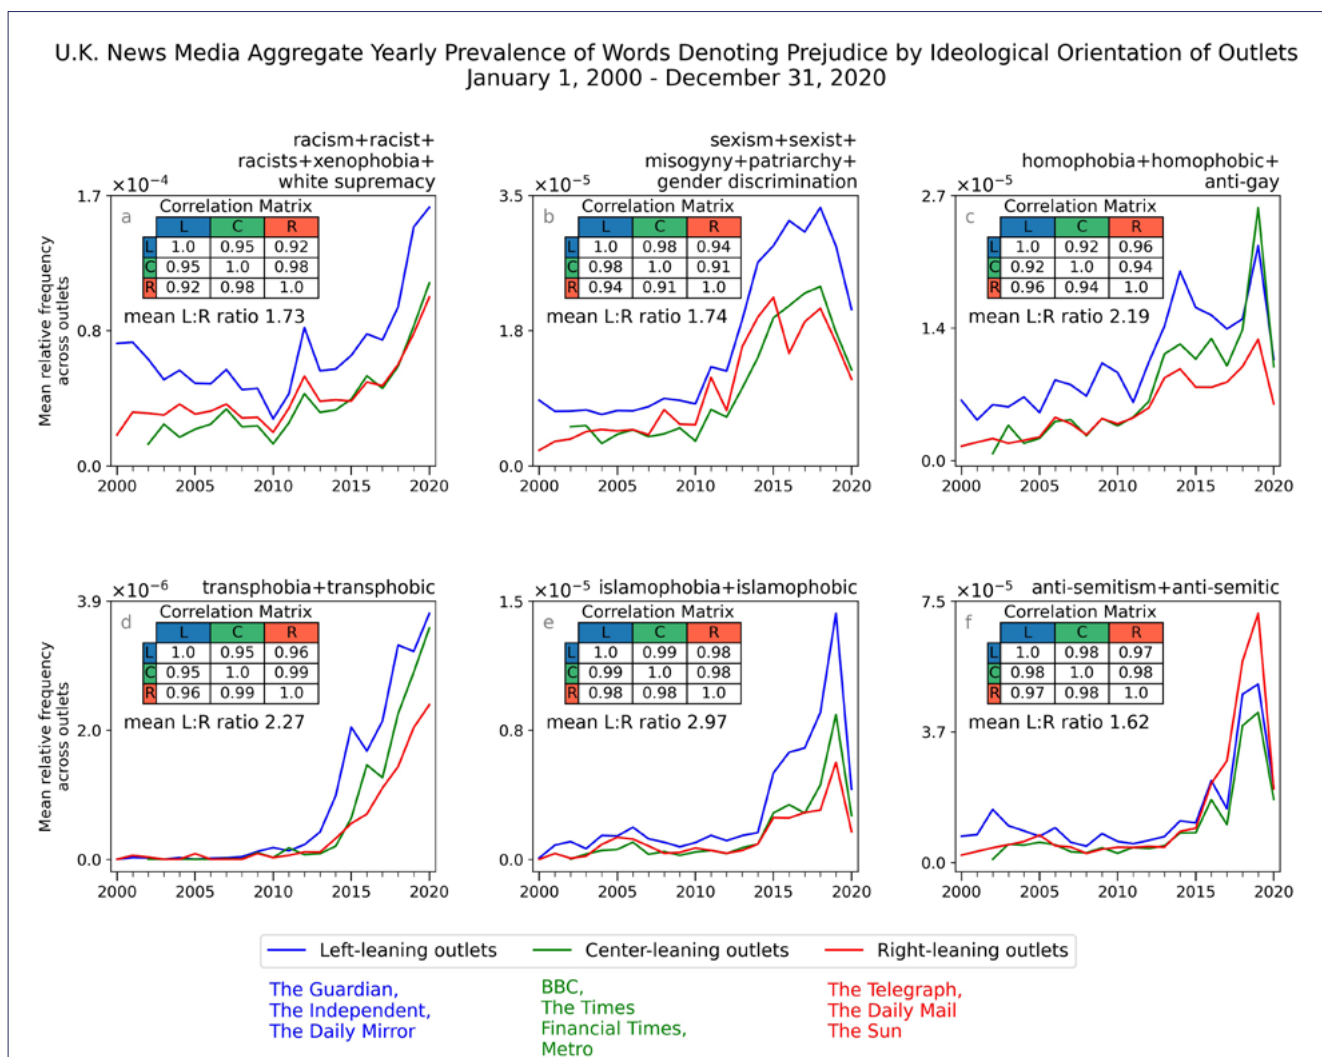 U.K. News Media Aggregate Yearly Prevalence of Words Denoting Prejudice by Ideological Orientation of Outlets
January 1, 2000 - December 31, 2020
racism+racist+
racists+xenophobia+
white supremacy
×10⁻⁴
1.7
0.8
0.0
Mean relative frequency
across outlets
a
Correlation Matrix
L C R
L 1.0 0.95 0.92
C 0.95 1.0 0.98
R 0.92 0.98 1.0
mean L:R ratio 1.73
2000 2005 2010 2015 2020
sexism+sexist+
misogyny+patriarchy+
gender discrimination
×10⁻⁵
3.5
1.8
0.0
b
Correlation Matrix
L C R
L 1.0 0.98 0.94
C 0.98 1.0 0.91
R 0.94 0.91 1.0
mean L:R ratio 1.74
2000 2005 2010 2015 2020
homophobia+homophobic+
anti-gay
×10⁻⁵
2.7
1.4
0.0
c
Correlation Matrix
L C R
L 1.0 0.92 0.96
C 0.92 1.0 0.94
R 0.96 0.94 1.0
mean L:R ratio 2.19
2000 2005 2010 2015 2020
transphobia+transphobic
×10⁻⁶
3.9
2.0
0.0
Mean relative frequency
across outlets
d
Correlation Matrix
L C R
L 1.0 0.95 0.96
C 0.95 1.0 0.99
R 0.96 0.99 1.0
mean L:R ratio 2.27
2000 2005 2010 2015 2020
islamophobia+islamophobic
×10⁻⁵
1.5
0.8
0.0
e
Correlation Matrix
L C R
L 1.0 0.99 0.98
C 0.99 1.0 0.98
R 0.98 0.98 1.0
mean L:R ratio 2.97
2000 2005 2010 2015 2020
anti-semitism+anti-semitic
×10⁻⁵
7.5
3.7
0.0
f
Correlation Matrix
L C R
L 1.0 0.98 0.97
C 0.98 1.0 0.98
R 0.97 0.98 1.0
mean L:R ratio 1.62
2000 2005 2010 2015 2020
Left-leaning outlets
Center-leaning outlets
Right-leaning outlets
The Guardian,
The Independent,
The Daily Mirror
BBC,
The Times
Financial Times,
Metro
The Telegraph,
The Daily Mail
The Sun